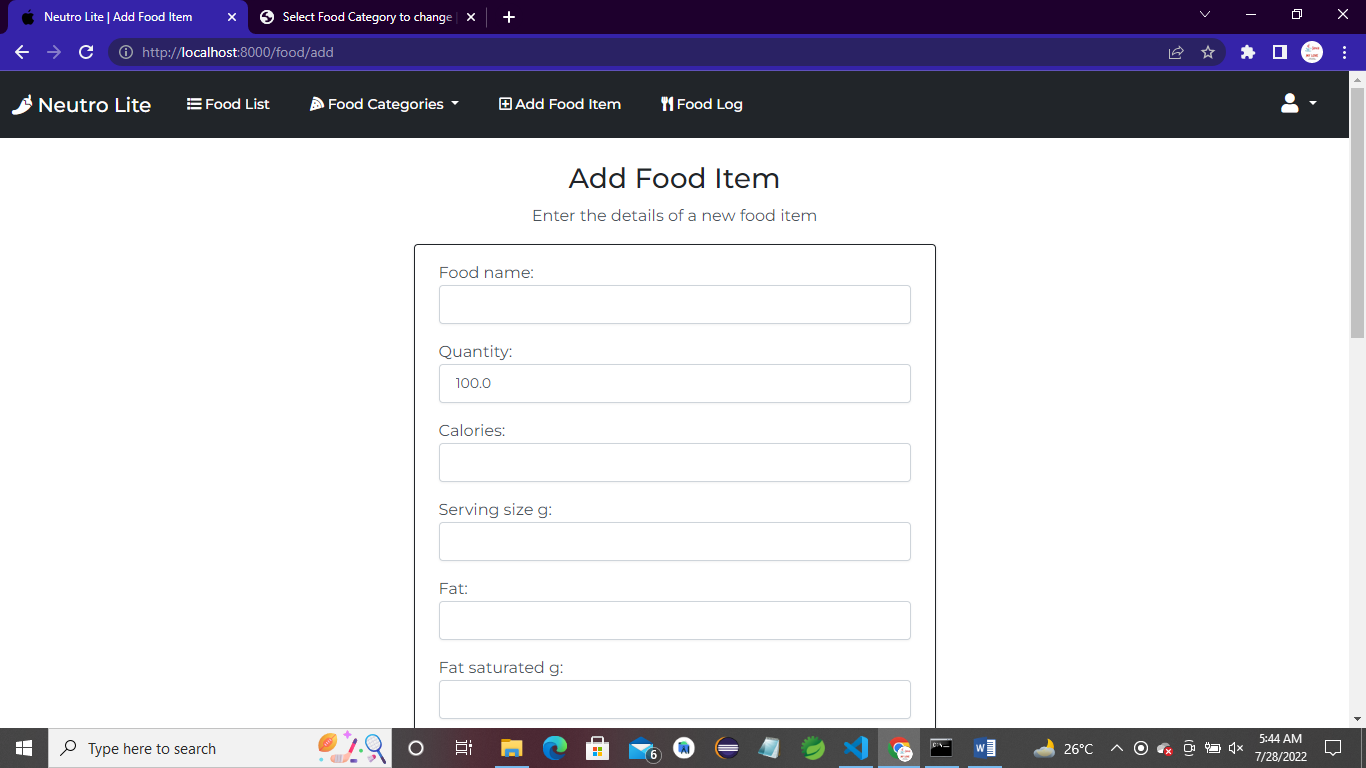 Neutro Lite | Add Food Item
Select Food Category to change
http://localhost:8000/food/add
Neutro Lite
Food List
Food Categories
Add Food Item
Food Log
Add Food Item
Enter the details of a new food item
Food name:
Quantity:
100.0
Calories:
Serving size g:
Fat:
Fat saturated g:
Type here to search
6
26°C
5:44 AM
7/28/2022